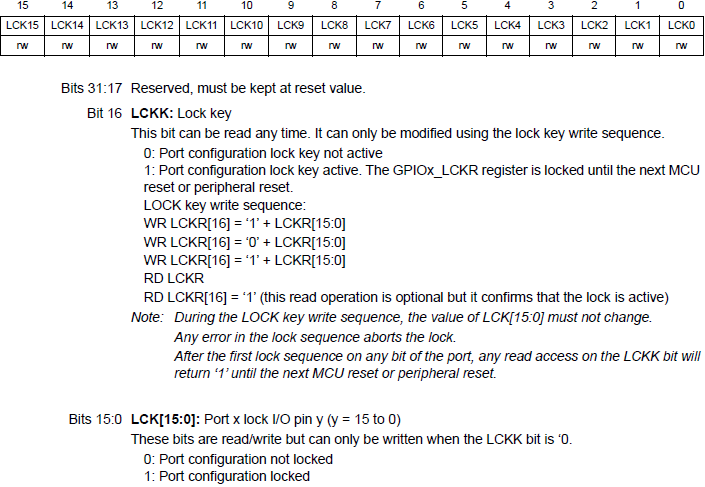 15 14 13 12 11 10 9 8 7 6 5 4 3 2 1 0
LCK15 LCK14 LCK13 LCK12 LCK11 LCK10 LCK9 LCK8 LCK7 LCK6 LCK5 LCK4 LCK3 LCK2 LCK1 LCK0
rw rw rw rw rw rw rw rw rw rw rw rw rw rw rw rw
Bits 31:17 Reserved, must be kept at reset value.
Bit 16 LCKK: Lock key
This bit can be read any time. It can only be modified using the lock key write sequence.
0: Port configuration lock key not active
1: Port configuration lock key active. The GPIOx_LCKR register is locked until the next MCU
reset or peripheral reset.
LOCK key write sequence:
WR LCKR[16] = ‘1’ + LCKR[15:0]
WR LCKR[16] = ‘0’ + LCKR[15:0]
WR LCKR[16] = ‘1’ + LCKR[15:0]
RD LCKR
RD LCKR[16] = ‘1’ (this read operation is optional but it confirms that the lock is active)
Note: During the LOCK key write sequence, the value of LCK[15:0] must not change.
Any error in the lock sequence aborts the lock.
After the first lock sequence on any bit of the port, any read access on the LCKK bit will
return ‘1’ until the next MCU reset or peripheral reset.
Bits 15:0 LCK[15:0]: Port x lock I/O pin y (y = 15 to 0)
These bits are read/write but can only be written when the LCKK bit is ‘0.
0: Port configuration not locked
1: Port configuration locked